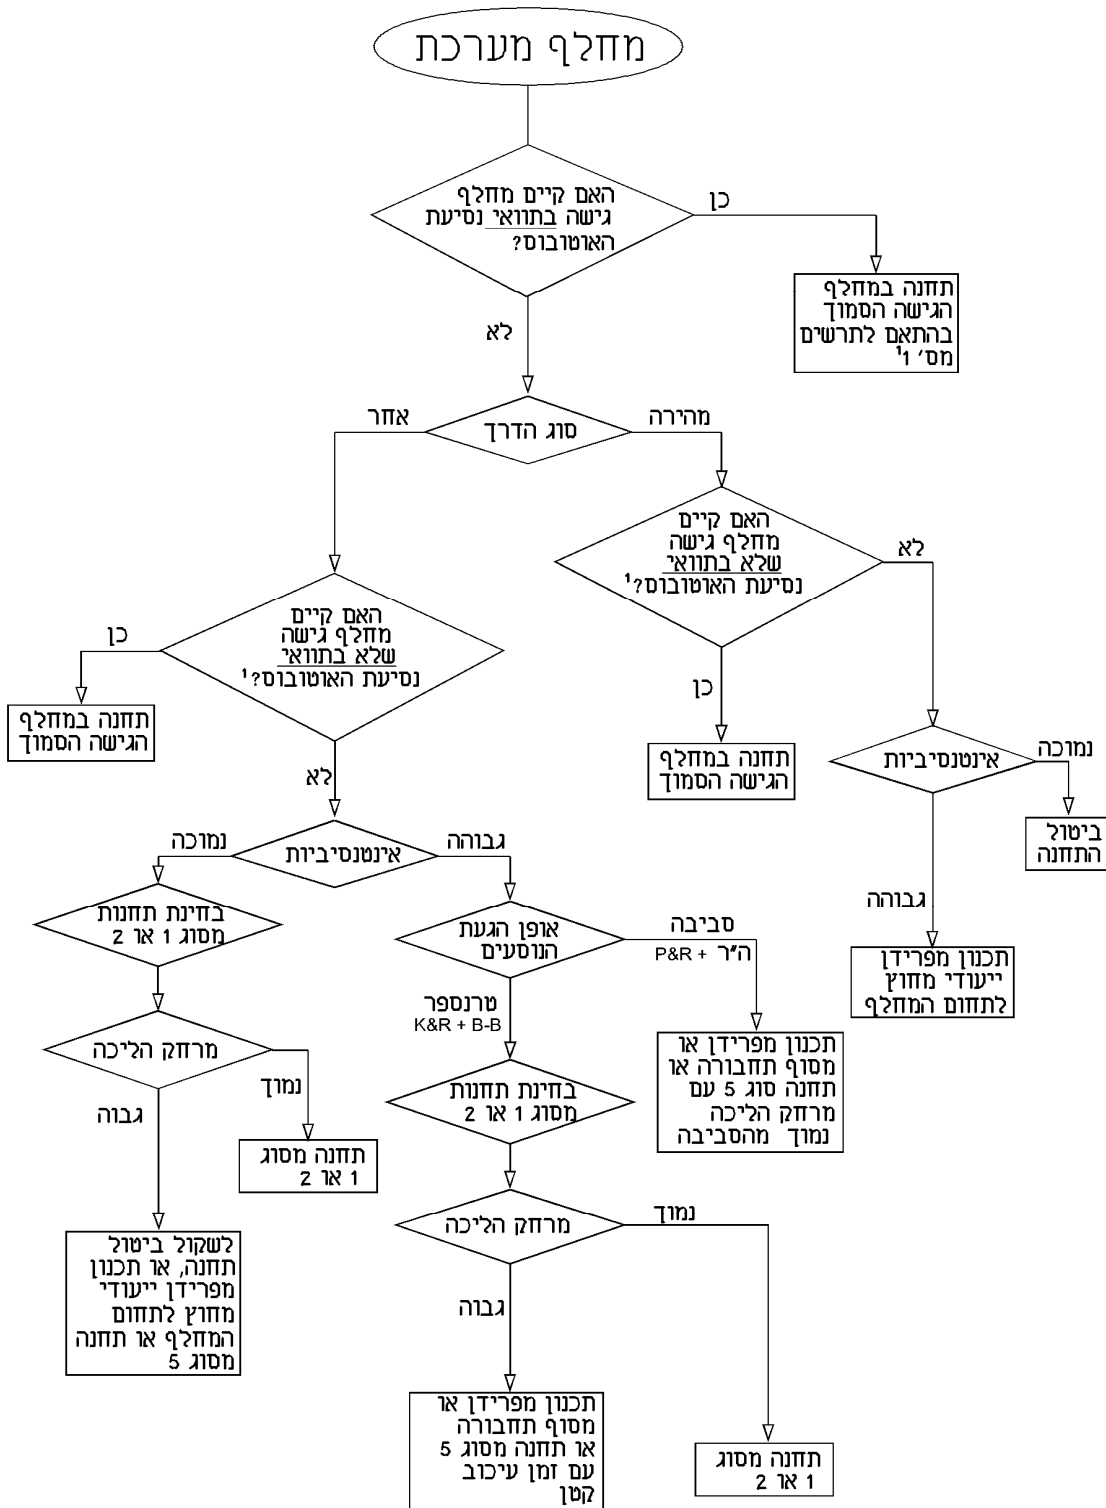 מחלף מערכת
האם קיים מחלף
גישה בתוואי נסיעת
האוטובוס?
כן
תחנה במחלף
הגישה הסמוך
בהתאם לתרשים
מס' 1¹
לא
סוג הדרך
מהירה
אחר
האם קיים
מחלף גישה
שלא בתוואי
נסיעת האוטובוס?¹
לא
כן
תחנה במחלף
הגישה הסמוך
אינטנסיביות
נמוכה
ביטול
התחנה
גבוהה
תכנון מפרידן
ייעודי מחוץ
לתחום המחלף
האם קיים
מחלף גישה
שלא בתוואי
נסיעת האוטובוס?¹
כן
תחנה במחלף
הגישה הסמוך
לא
אינטנסיביות
גבוהה
נמוכה
אופן הגעת
הנוסעים
סביבה
ה"ר + P&R
תכנון מפרידן או
מסוף תחבורה או
תחנה סוג 5 עם
מרחק הליכה
נמוך מהסביבה
טרנספר
K&R + B-B
בחינת תחנות
מסוג 1 או 2
מרחק הליכה
נמוך
תחנה מסוג
1 או 2
גבוה
תכנון מפרידן או
מסוף תחבורה
או תחנה מסוג 5
עם זמן עיכוב
קטן
בחינת תחנות
מסוג 1 או 2
מרחק הליכה
נמוך
תחנה מסוג
1 או 2
גבוה
לשקול ביטול
תחנה, או תכנון
מפרידן ייעודי
מחוץ לתחום
המחלף או תחנה
מסוג 5